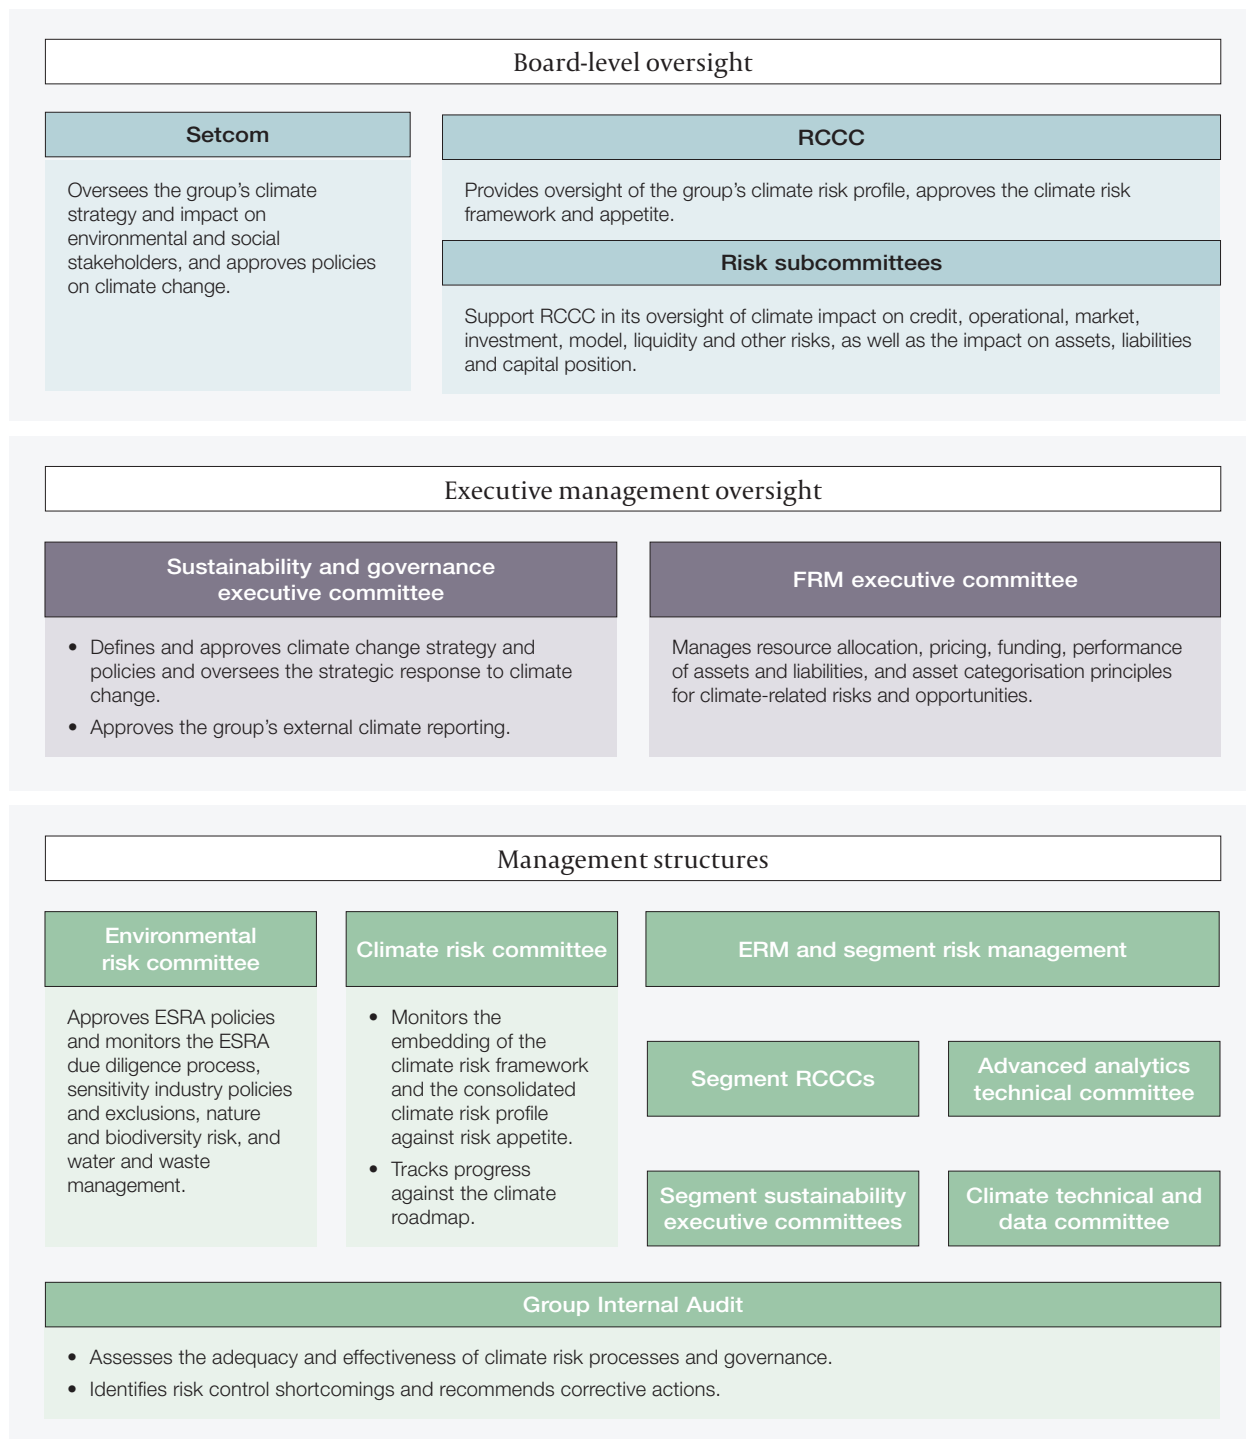 Board-level oversight
Setcom
Oversees the group’s climate
strategy and impact on
environmental and social
stakeholders, and approves policies
on climate change.
RCCC
Provides oversight of the group’s climate risk profile, approves the climate risk
framework and appetite.
Risk subcommittees
Support RCCC in its oversight of climate impact on credit, operational, market,
investment, model, liquidity and other risks, as well as the impact on assets, liabilities
and capital position.
Executive management oversight
Sustainability and governance
executive committee
• Defines and approves climate change strategy and
policies and oversees the strategic response to climate
change.
• Approves the group’s external climate reporting.
FRM executive committee
Manages resource allocation, pricing, funding, performance
of assets and liabilities, and asset categorisation principles
for climate-related risks and opportunities.
Management structures
Environmental
risk committee
Approves ESRA policies
and monitors the ESRA
due diligence process,
sensitivity industry policies
and exclusions, nature
and biodiversity risk, and
water and waste
management.
Climate risk committee
• Monitors the
embedding of the
climate risk framework
and the consolidated
climate risk profile
against risk appetite.
• Tracks progress
against the climate
roadmap.
ERM and segment risk management
Segment RCCCs
Advanced analytics
technical committee
Segment sustainability
executive committees
Climate technical and
data committee
Group Internal Audit
• Assesses the adequacy and effectiveness of climate risk processes and governance.
• Identifies risk control shortcomings and recommends corrective actions.